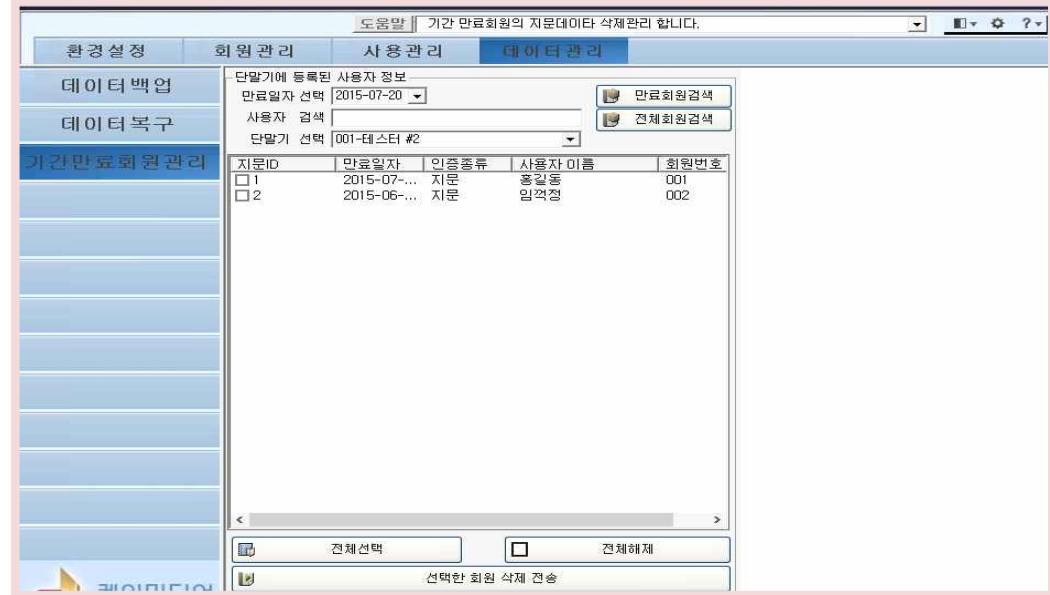 도움말 기간 만료회원의 지문데이타 삭제관리 합니다. ?
환경설정 회원관리 사용관리 데이터관리
데이터백업
데이터복구
기간만료회원관리
단말기에 등록된 사용자 정보
만료일자 선택 2015-07-20 만료회원검색
사용자 검색 전체회원검색
단말기 선택 001-테스터 #2
지문ID 만료일자 인증종류 사용자 이름 회원번호
1 2015-07-... 지문 홍길동 001
2 2015-06-... 지문 임꺽정 002
전체선택 전체해제
선택한 회원 삭제 전송